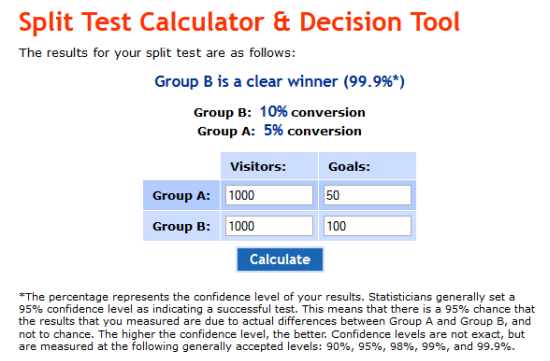 Split Test Calculator & Decision Tool
The results for your split test are as follows:
Group B is a clear winner (99.9%*)
Group B: 10% conversion
Group A: 5% conversion
Visitors: Goals:
Group A: 1000 50
Group B: 1000 100
Calculate
*The percentage represents the confidence level of your results. Statisticians generally set a
95% confidence level as indicating a successful test. This means that there is a 95% chance that
the results that you measured are due to actual differences between Group A and Group B, and
not to chance. The higher the confidence level, the better. Confidence levels are not exact, but
are measured at the following generally accepted levels: 90%, 95%, 98%, 99%, and 99.9%.